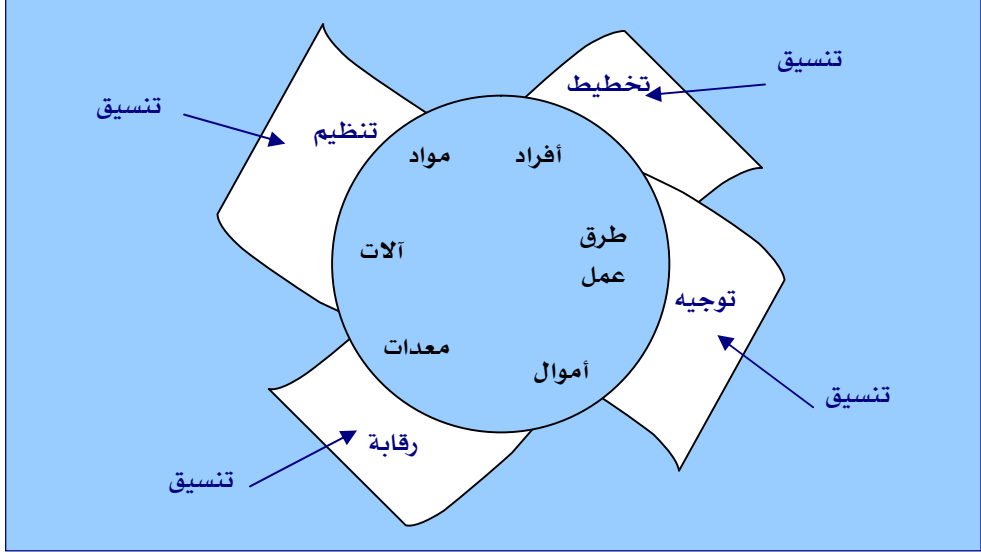 تنسيق
تخطيط
تنسيق
تنظيم
أفراد
مواد
طرق
عمل
آلات
توجيه
معدات
أموال
تنسيق
رقابة
تنسيق